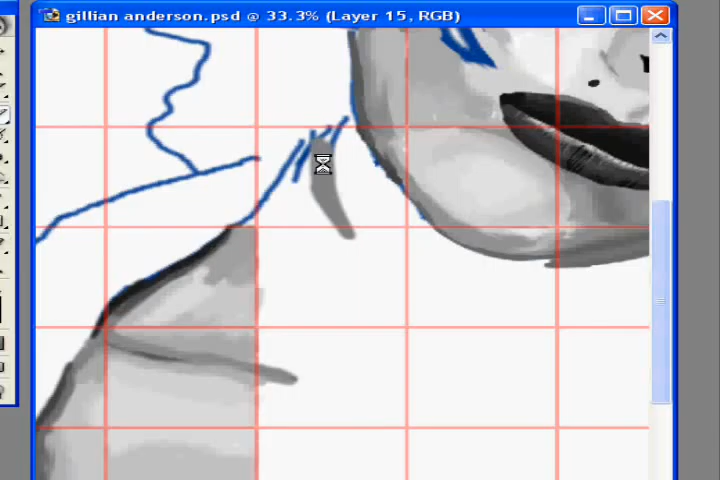 gillian anderson.psd @ 33.3% (Layer 15, RGB)